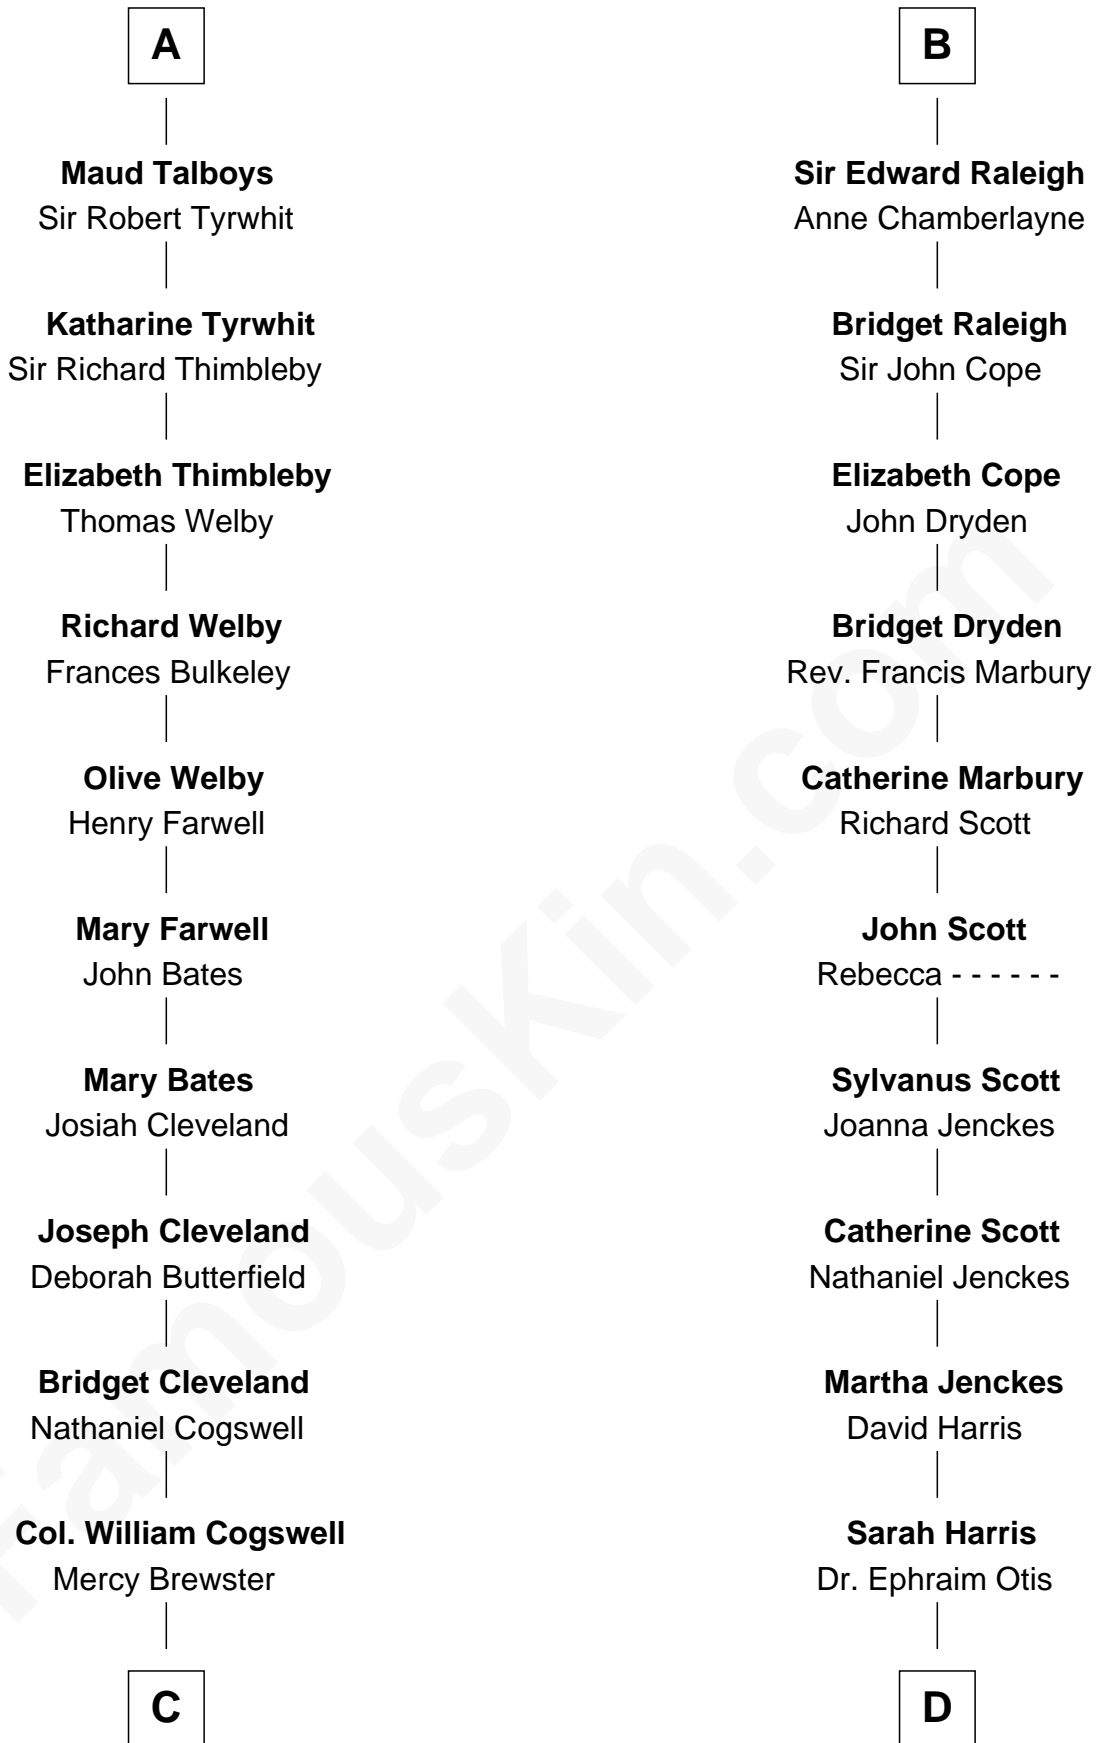 A
Maud Talboys
Sir Robert Tyrwhit
Katharine Tyrwhit
Sir Richard Thimbleby
Elizabeth Thimbleby
Thomas Welby
Richard Welby
Frances Bulkeley
Olive Welby
Henry Farwell
Mary Farwell
John Bates
Mary Bates
Josiah Cleveland
Joseph Cleveland
Deborah Butterfield
Bridget Cleveland
Nathaniel Cogswell
Col. William Cogswell
Mercy Brewster
C
B
Sir Edward Raleigh
Anne Chamberlayne
Bridget Raleigh
Sir John Cope
Elizabeth Cope
John Dryden
Bridget Dryden
Rev. Francis Marbury
Catherine Marbury
Richard Scott
John Scott
Rebecca - - - - - -
Sylvanus Scott
Joanna Jenckes
Catherine Scott
Nathaniel Jenckes
Martha Jenckes
David Harris
Sarah Harris
Dr. Ephraim Otis
D
FamousKin.com